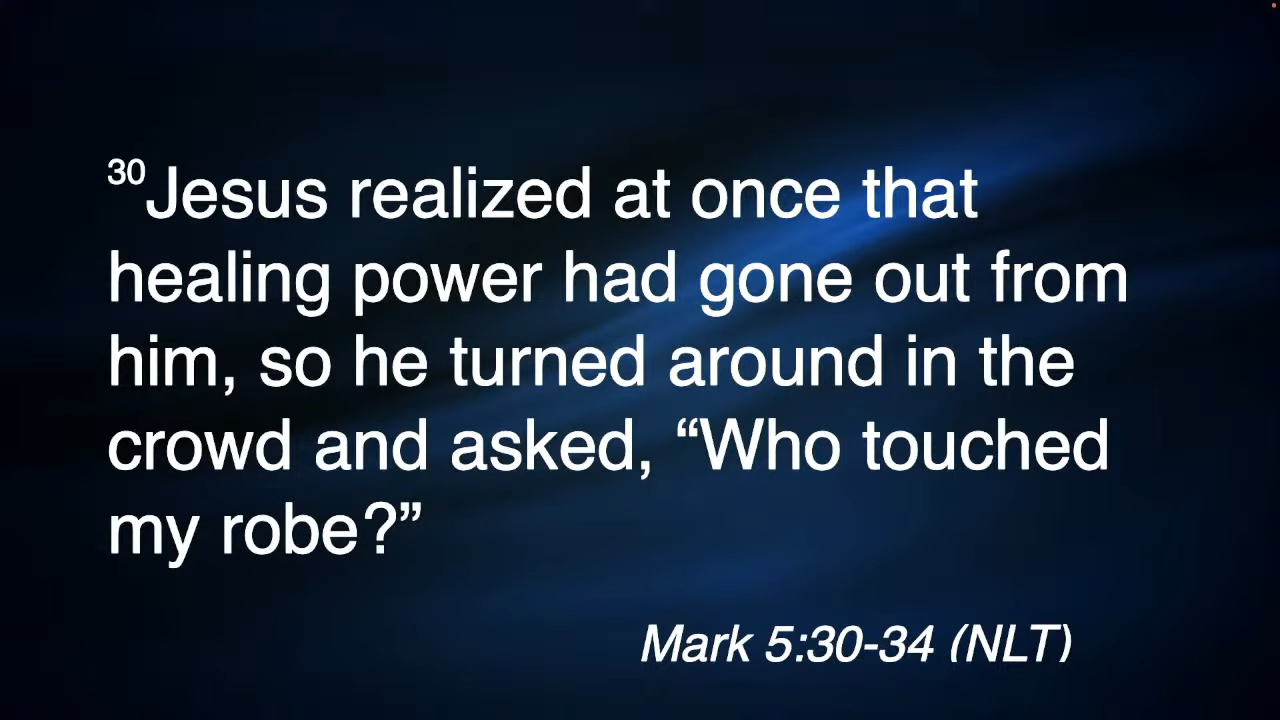 30Jesus realized at once that
healing power had gone out from
him, so he turned around in the
crowd and asked, “Who touched
my robe?”
Mark 5:30-34 (NLT)